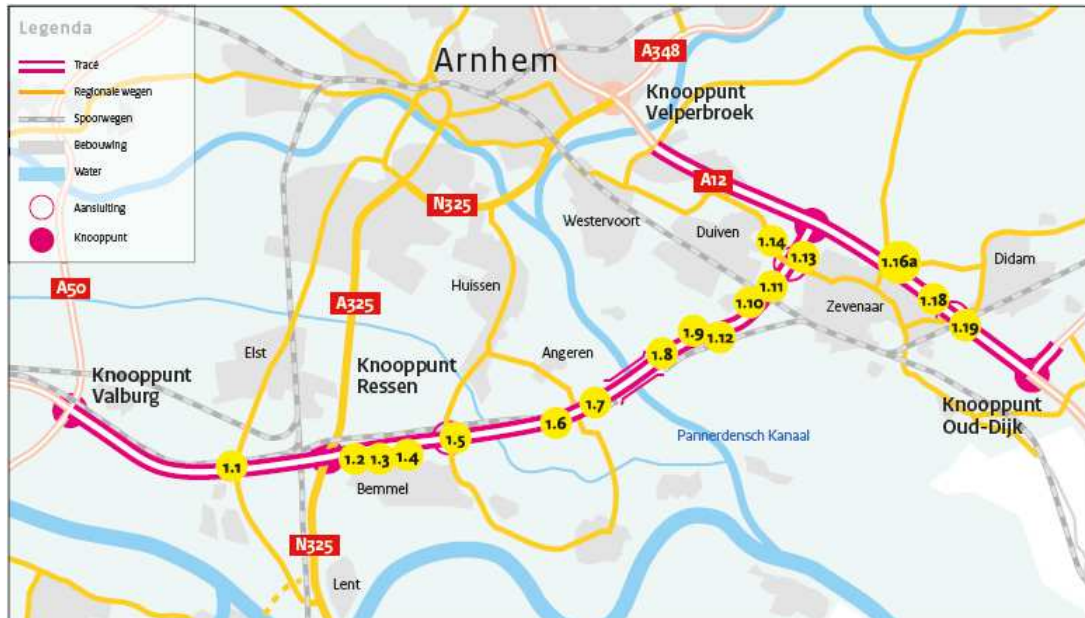 Legenda
Tracé
Regionale wegen
Spoorwegen
Bebouwing
Water
Aansluiting
Knooppunt
Arnhem
A348
Knooppunt
Velperbroek
A12
N325
Westervoort
Duiven
1.14
1.13
1.16a
Didam
A50
Huissen
1.11
1.10
1.18
A325
Zevenaar
1.19
Elst
Knooppunt
Ressen
Angeren
1.9
1.12
1.8
Knooppunt
Valburg
1.7
1.6
Knooppunt
Oud-Dijk
Pannerdensch Kanaal
1.5
1.4
1.3
1.2
1.1
Bemmel
N325
Lent